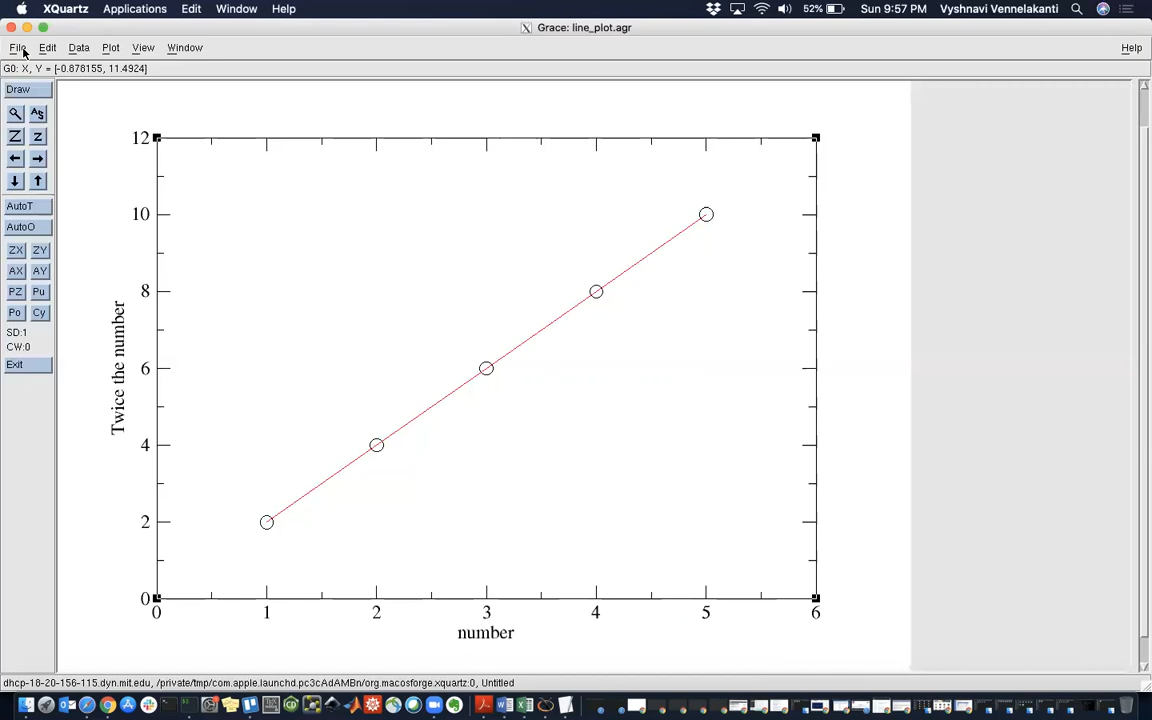 XQuartz Applications Edit Window Help 52% Sun 9:57 PM Vyshnavi Vennelakanti
Grace: line_plot.agr
File Edit Data Plot View Window Help
G0: X, Y = [-0.878155, 11.4924]
Draw
AutoT
AutoO
ZX ZY
AX AY
PZ Pu
Po Cy
SD:1
CW:0
Exit
12
10
8
6
4
2
0
Twice the number
0 1 2 3 4 5 6
number
dhcp-18-20-156-115.dyn.mit.edu, /private/tmp/com.apple.launchd.pc3cAdAMBn/org.macosforge.xquartz:0, Untitled